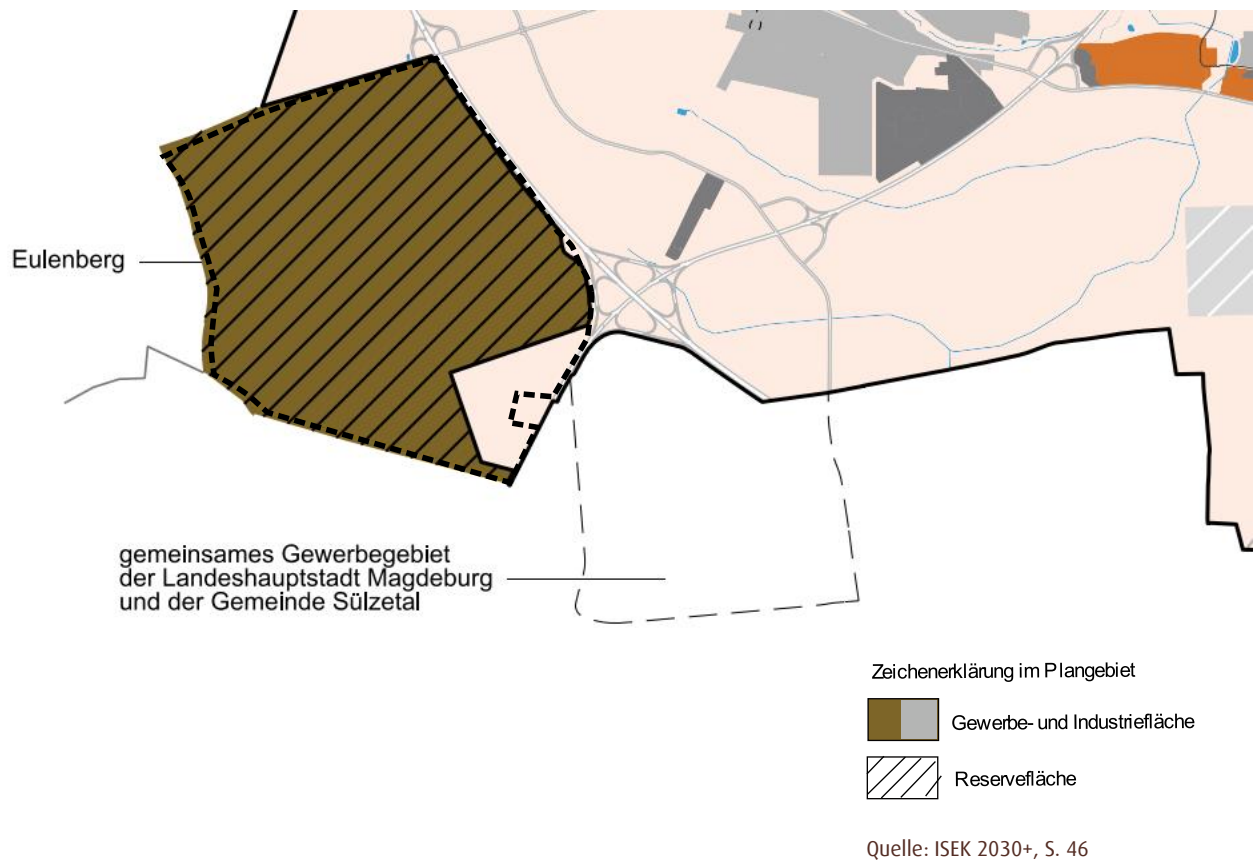 Eulenberg
gemeinsames Gewerbegebiet
der Landeshauptstadt Magdeburg
und der Gemeinde Sülzetal
Zeichenerklärung im Plangebiet
Gewerbe- und Industriefläche
Reservefläche
Quelle: ISEK 2030+, S. 46